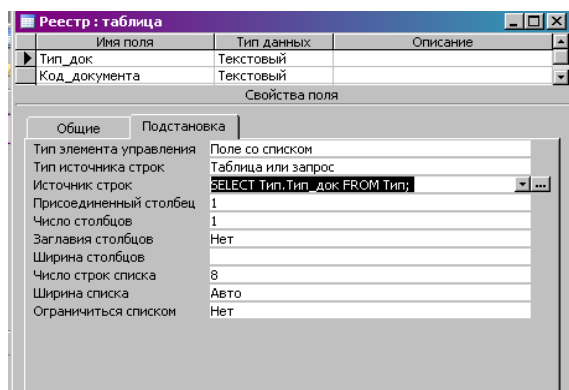 Реестр : таблица
Имя поля Тип данных Описание
Тип_док Текстовый
Код_документа Текстовый
Свойства поля
Общие Подстановка
Тип элемента управления Поле со списком
Тип источника строк Таблица или запрос
Источник строк SELECT Тип.Тип_док FROM Тип;
Присоединенный столбец 1
Число столбцов 1
Заглавия столбцов Нет
Ширина столбцов
Число строк списка 8
Ширина списка Авто
Ограничиться списком Нет